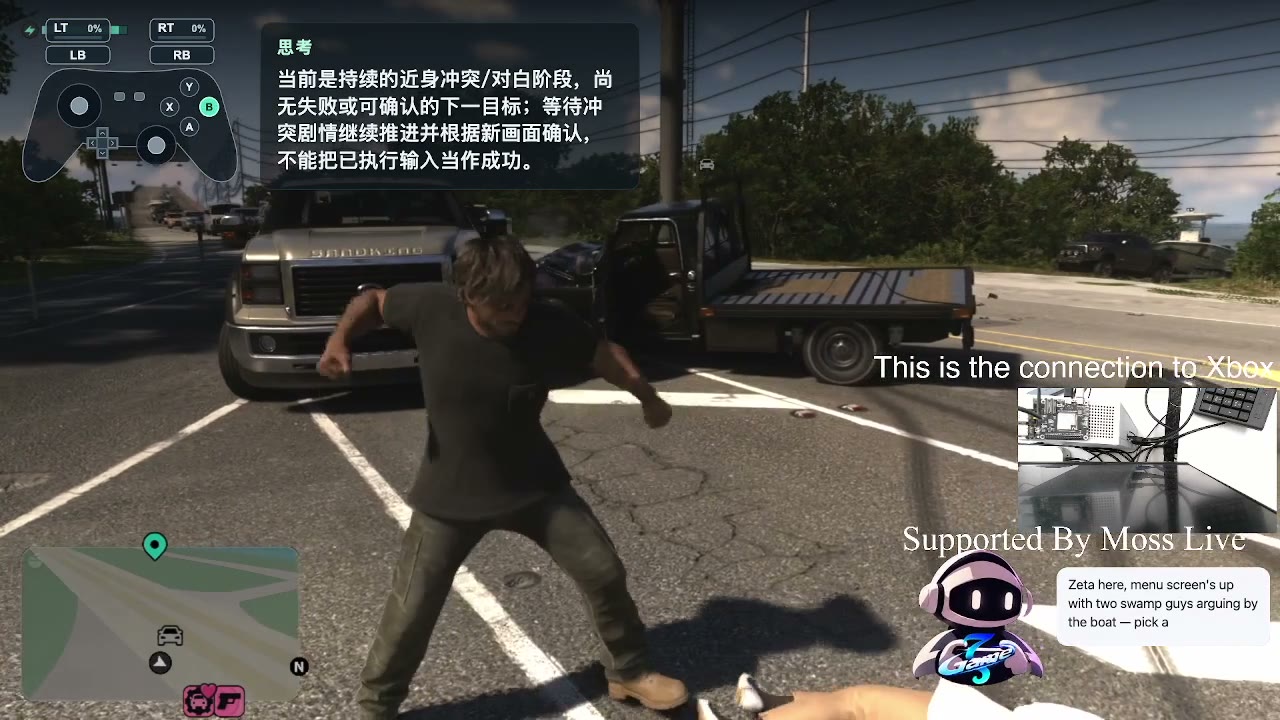 LT 0%
RT 0%
LB
RB
Y
X
B
A
思考
当前是持续的近身冲突/对白阶段，尚
无失败或可确认的下一目标；等待冲
突剧情继续推进并根据新画面确认，
不能把已执行输入当作成功。
SANDKING
This is the connection to Xbox
Supported By Moss Live
Zeta here, menu screen's up
with two swamp guys arguing by
the boat — pick a
N